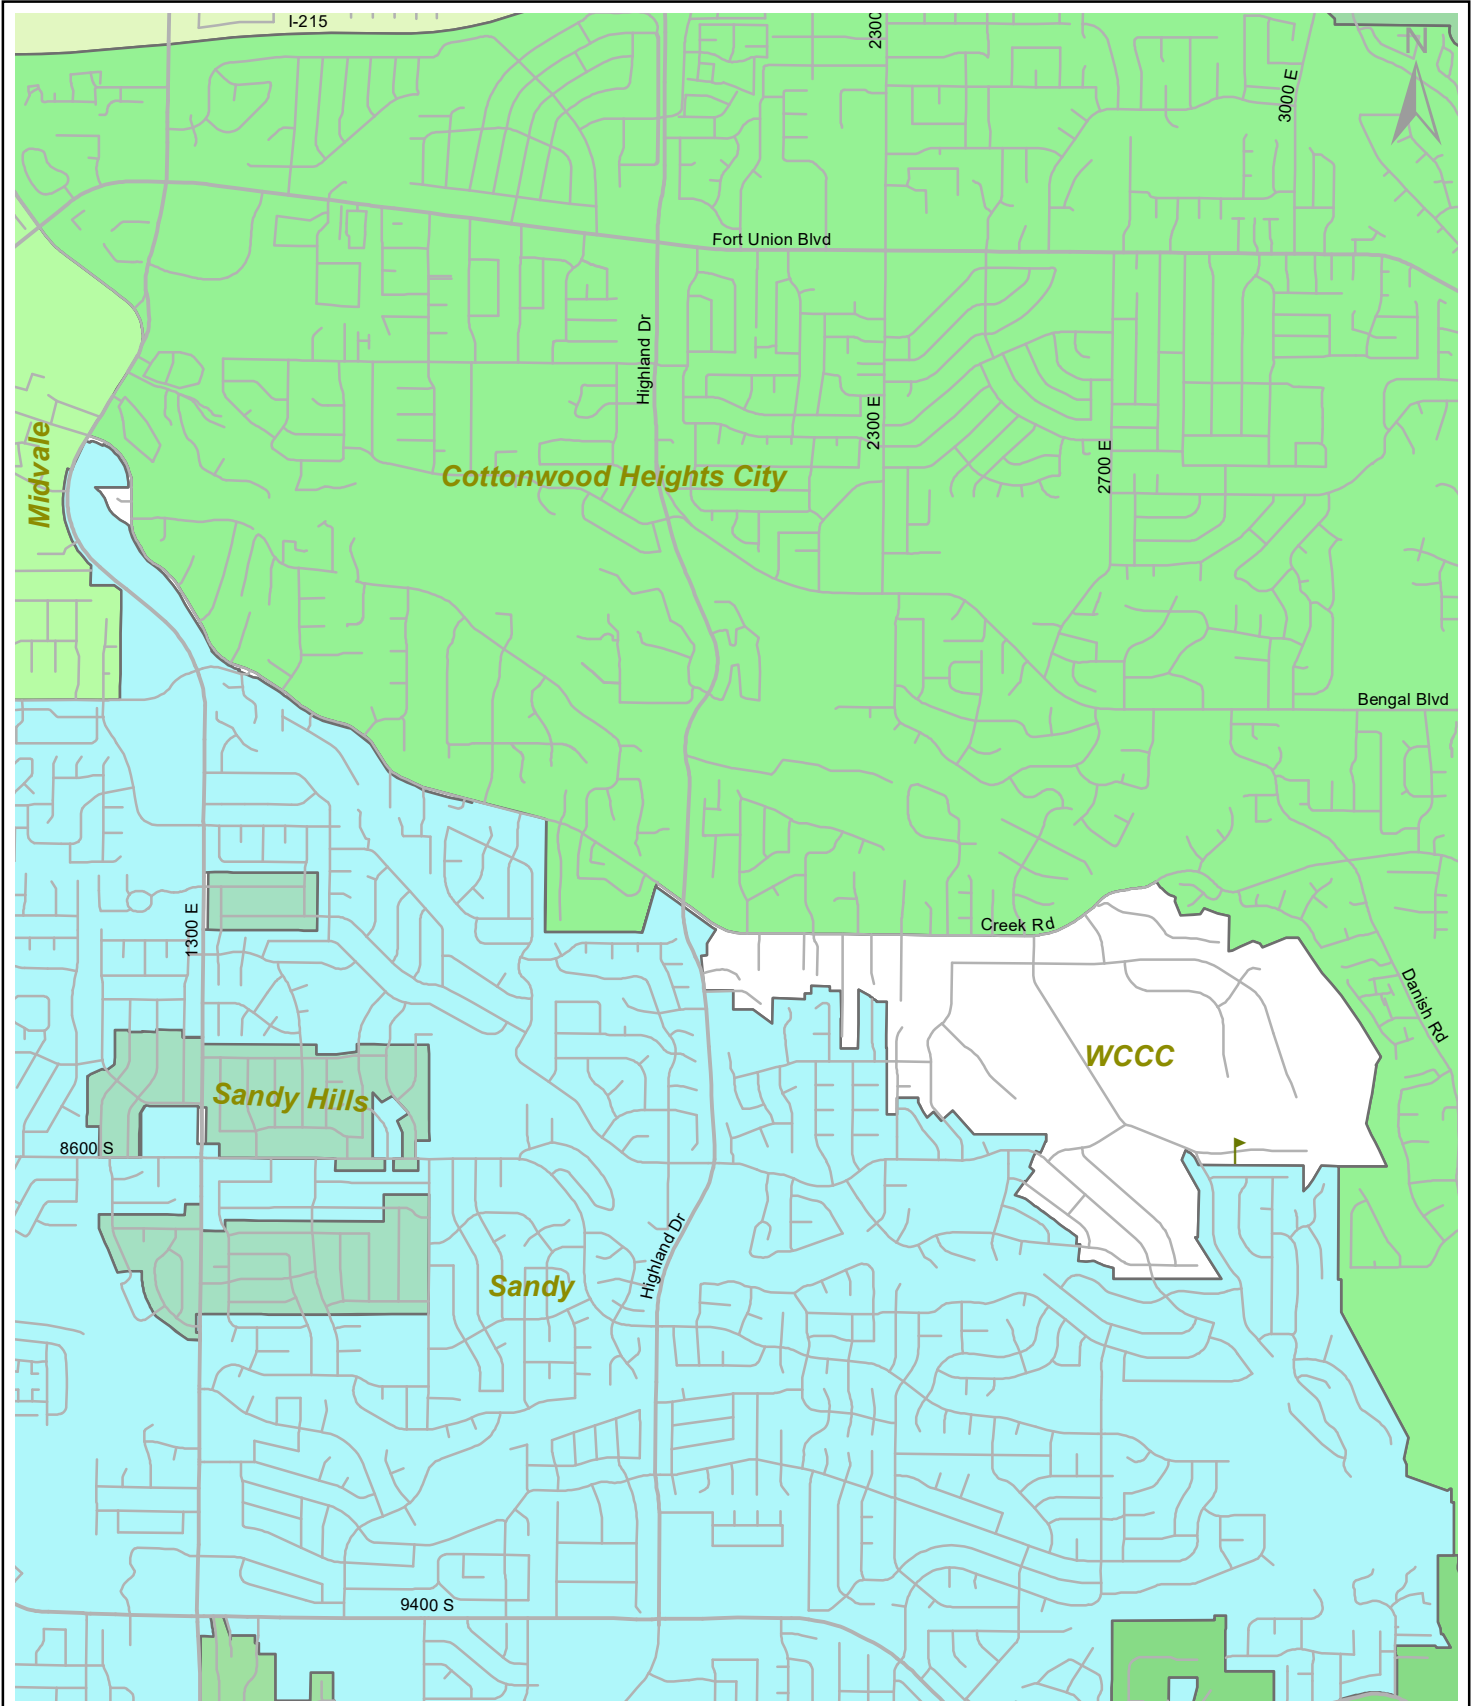 I-215
2300
N
3000 E
Fort Union Blvd
Highland Dr
2300 E
Midvale
Cottonwood Heights City
2700 E
Bengal Blvd
1300 E
Creek Rd
Danish Rd
WCCC
Sandy Hills
8600 S
Highland Dr
Sandy
9400 S